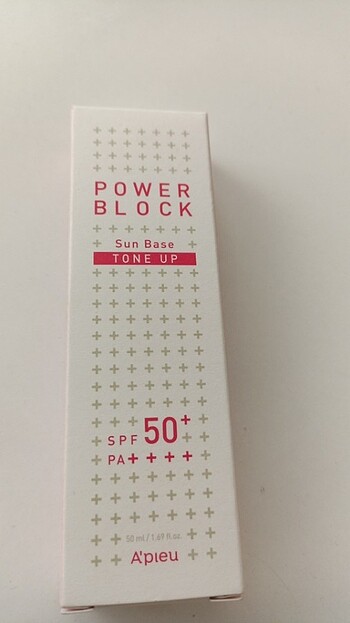 POWER
BLOCK
Sun Base
TONE UP
SPF 50+
PA++++
50 ml / 1.69 fl.oz.
A'pieu